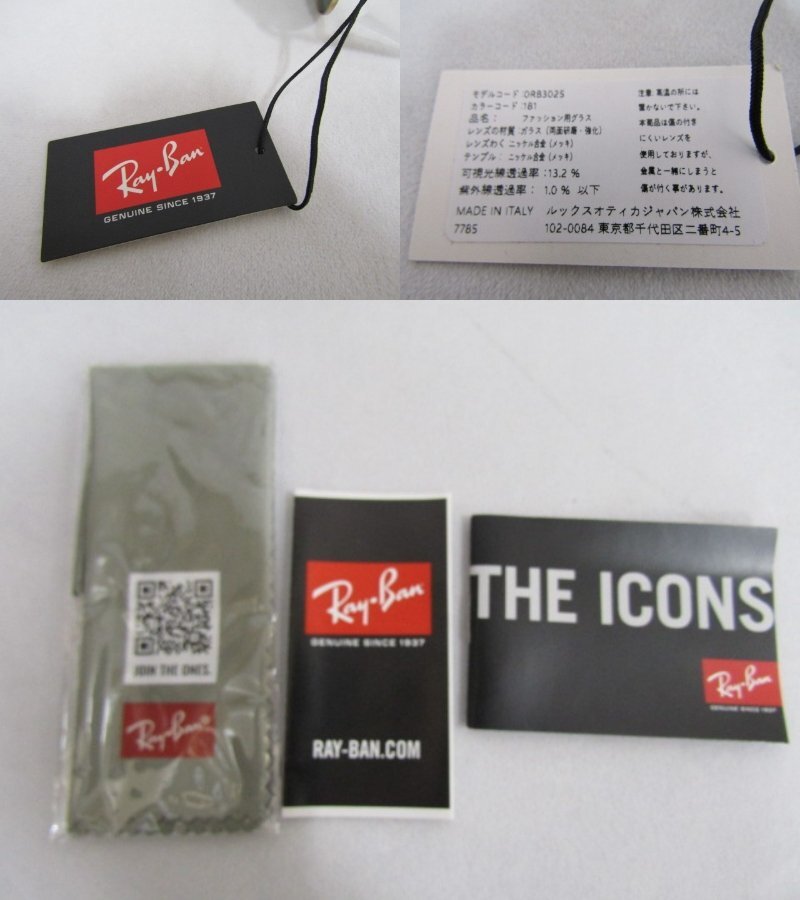 Ray-Ban
GENUINE SINCE 1937
モデルコード:0RB3025
カラーコード:181
品名: ファッション用グラス
レンズの材質:ガラス (両面研磨・強化)
レンズわく:ニッケル合金 (メッキ)
テンプル:ニッケル合金 (メッキ)
可視光線透過率:13.2 %
紫外線透過率: 1.0 % 以下
MADE IN ITALY ルックスオティカジャパン株式会社
7785 102-0084 東京都千代田区二番町4-5
注意:高温の所には
置かないで下さい。
本商品は傷の付き
にくいレンズを
使用しておりますが、
金属と一緒にしまうと
傷が付く事があります。
JOIN THE ONES.
Ray-Ban®
Ray-Ban
GENUINE SINCE 1937
RAY-BAN.COM
THE ICONS
Ray-Ban
GENUINE SINCE 1937